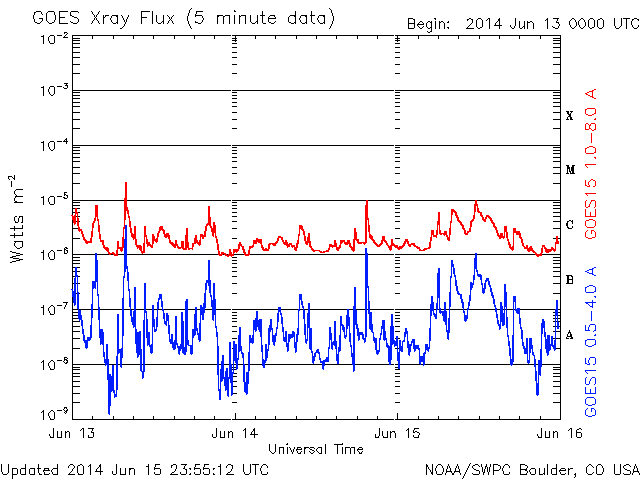 GOES Xray Flux (5 minute data)
Begin: 2014 Jun 13 0000 UTC
10⁻²
10⁻³
10⁻⁴
10⁻⁵
10⁻⁶
10⁻⁷
10⁻⁸
10⁻⁹
Watts m⁻²
X
M
C
B
A
GOES15 1.0–8.0 A
GOES15 0.5–4.0 A
Jun 13
Jun 14
Jun 15
Jun 16
Universal Time
Updated 2014 Jun 15 23:55:12 UTC
NOAA/SWPC Boulder, CO USA